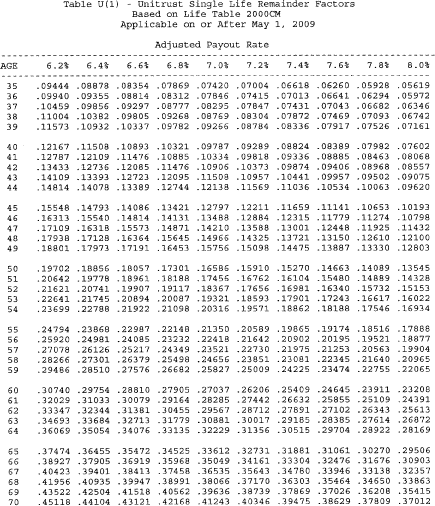 Table U(1) - Unitrust Single Life Remainder Factors
Based on Life Table 2000CM
Applicable on or After May 1, 2009
Adjusted Payout Rate
AGE 6.2% 6.4% 6.6% 6.8% 7.0% 7.2% 7.4% 7.6% 7.8% 8.0%
35 .09444 .08878 .08354 .07869 .07420 .07004 .06618 .06260 .05928 .05619
36 .09940 .09355 .08814 .08312 .07846 .07415 .07013 .06641 .06294 .05972
37 .10459 .09856 .09297 .08777 .08295 .07847 .07431 .07043 .06682 .06346
38 .11004 .10382 .09805 .09268 .08769 .08304 .07872 .07469 .07093 .06742
39 .11573 .10932 .10337 .09782 .09266 .08784 .08336 .07917 .07526 .07161
40 .12167 .11508 .10893 .10321 .09787 .09289 .08824 .08389 .07982 .07602
41 .12787 .12109 .11476 .10885 .10334 .09818 .09336 .08885 .08463 .08068
42 .13433 .12736 .12085 .11476 .10906 .10373 .09874 .09406 .08968 .08557
43 .14109 .13393 .12723 .12095 .11508 .10957 .10441 .09957 .09502 .09075
44 .14814 .14078 .13389 .12744 .12138 .11569 .11036 .10534 .10063 .09620
45 .15548 .14793 .14086 .13421 .12797 .12211 .11659 .11141 .10653 .10193
46 .16313 .15540 .14814 .14131 .13488 .12884 .12315 .11779 .11274 .10798
47 .17109 .16318 .15573 .14871 .14210 .13588 .13001 .12448 .11925 .11432
48 .17938 .17128 .16364 .15645 .14966 .14325 .13721 .13150 .12610 .12100
49 .18801 .17973 .17191 .16453 .15756 .15098 .14475 .13887 .13330 .12803
50 .19702 .18856 .18057 .17301 .16586 .15910 .15270 .14663 .14089 .13545
51 .20642 .19778 .18961 .18188 .17456 .16762 .16104 .15480 .14889 .14328
52 .21621 .20741 .19907 .19117 .18367 .17656 .16981 .16340 .15732 .15153
53 .22641 .21745 .20894 .20087 .19321 .18593 .17901 .17243 .16617 .16022
54 .23699 .22788 .21922 .21098 .20316 .19571 .18862 .18188 .17546 .16934
55 .24794 .23868 .22987 .22148 .21350 .20589 .19865 .19174 .18516 .17888
56 .25920 .24981 .24085 .23232 .22418 .21642 .20902 .20195 .19521 .18877
57 .27078 .26125 .25217 .24349 .23521 .22730 .21975 .21253 .20563 .19904
58 .28266 .27301 .26379 .25498 .24656 .23851 .23081 .22345 .21640 .20965
59 .29486 .28510 .27576 .26682 .25827 .25009 .24225 .23474 .22755 .22065
60 .30740 .29754 .28810 .27905 .27037 .26206 .25409 .24645 .23911 .23208
61 .32029 .31033 .30079 .29164 .28285 .27442 .26632 .25855 .25109 .24391
62 .33347 .32344 .31381 .30455 .29567 .28712 .27891 .27102 .26343 .25613
63 .34693 .33684 .32713 .31779 .30881 .30017 .29185 .28385 .27614 .26872
64 .36069 .35054 .34076 .33135 .32229 .31356 .30515 .29704 .28922 .28169
65 .37474 .36455 .35472 .34525 .33612 .32731 .31881 .31061 .30270 .29506
66 .38927 .37905 .36919 .35968 .35049 .34161 .33304 .32476 .31676 .30903
67 .40423 .39401 .38413 .37458 .36535 .35643 .34780 .33946 .33138 .32357
68 .41956 .40935 .39947 .38991 .38066 .37170 .36303 .35464 .34650 .33863
69 .43522 .42504 .41518 .40562 .39636 .38739 .37869 .37026 .36208 .35415
70 .45118 .44104 .43121 .42168 .41243 .40346 .39475 .38629 .37809 .37012